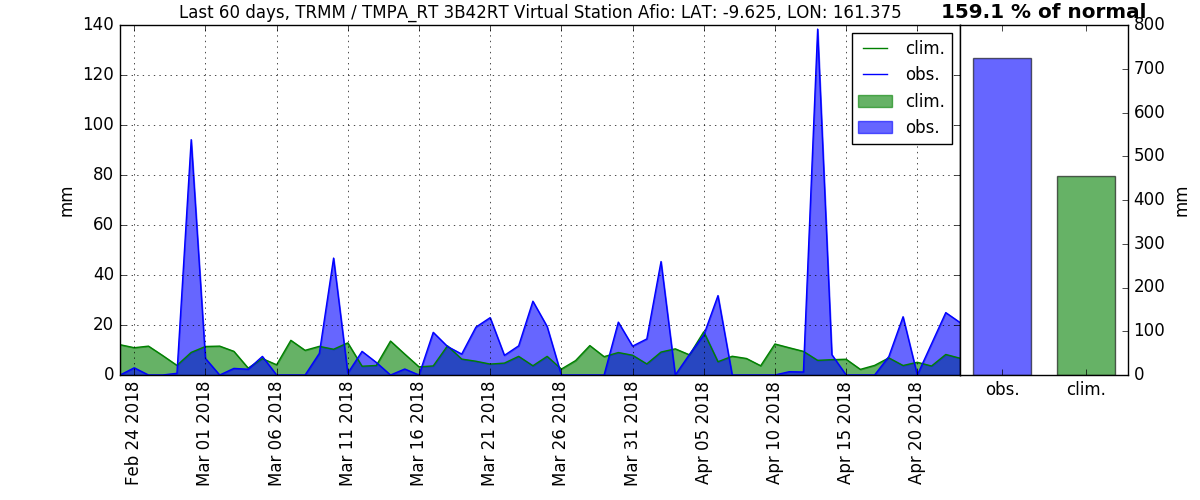 Last 60 days, TRMM / TMPA_RT 3B42RT Virtual Station Afio: LAT: -9.625, LON: 161.375
159.1 % of normal
140
120
100
80
60
40
20
0
mm
clim.
obs.
clim.
obs.
Feb 24 2018
Mar 01 2018
Mar 06 2018
Mar 11 2018
Mar 16 2018
Mar 21 2018
Mar 26 2018
Mar 31 2018
Apr 05 2018
Apr 10 2018
Apr 15 2018
Apr 20 2018
800
700
600
500
400
300
200
100
0
mm
obs.
clim.